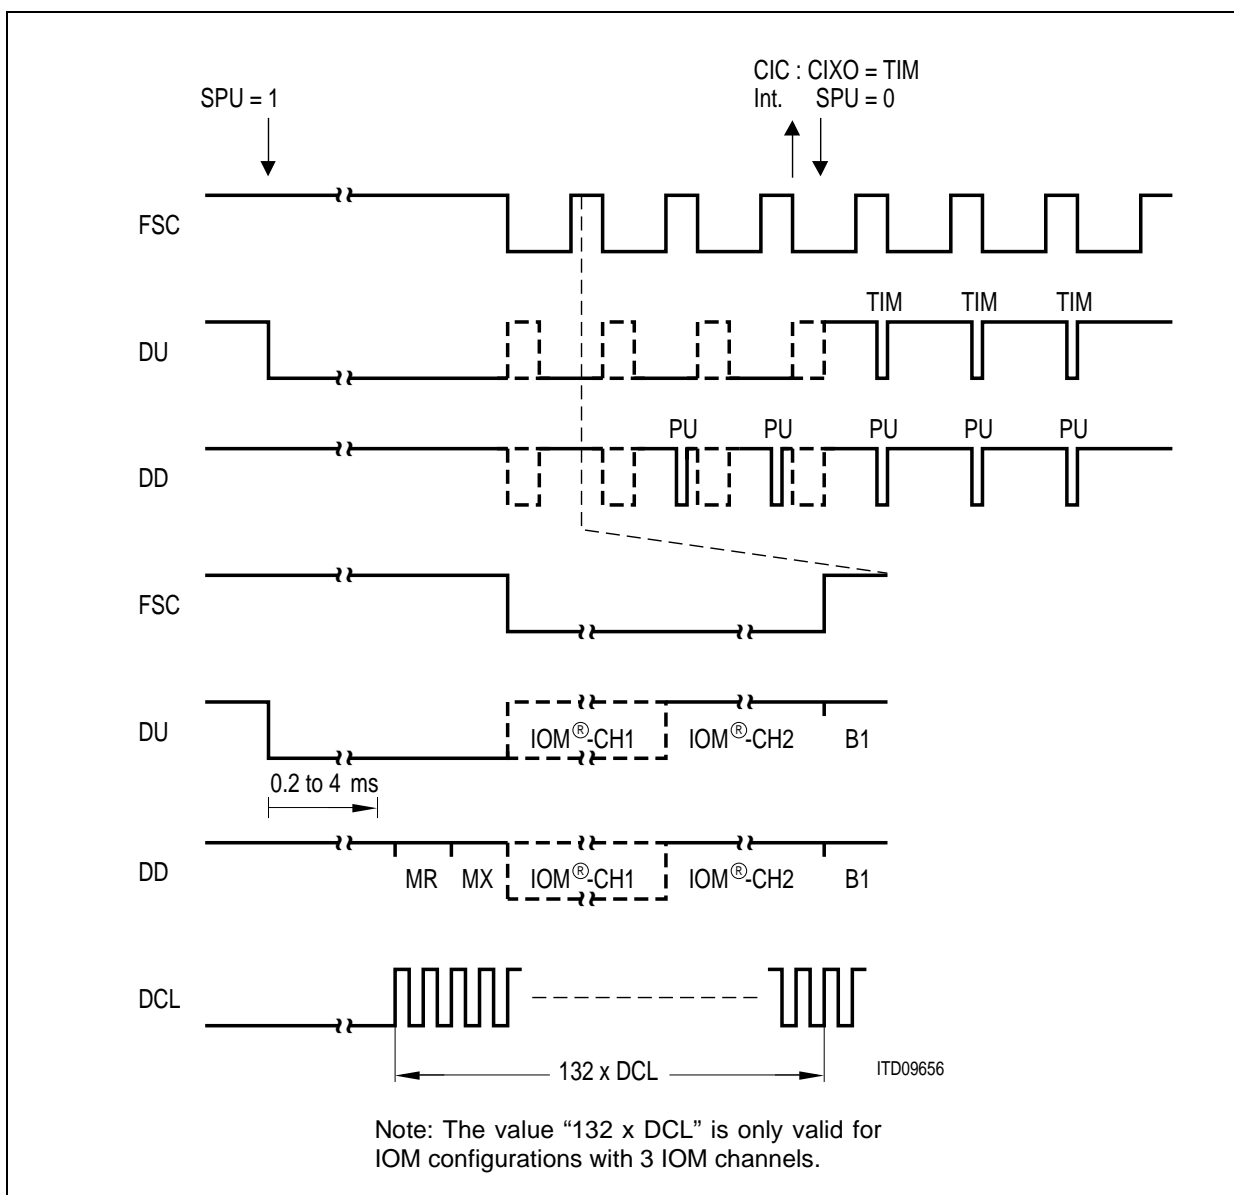 CIC : CIXO = TIM
SPU = 1
Int. SPU = 0
FSC
TIM TIM TIM
DU
PU PU PU PU PU
DD
FSC
DU
IOM®-CH1 IOM®-CH2 B1
0.2 to 4 ms
DD
MR MX IOM®-CH1 IOM®-CH2 B1
DCL
132 x DCL
ITD09656
Note: The value “132 x DCL” is only valid for
IOM configurations with 3 IOM channels.